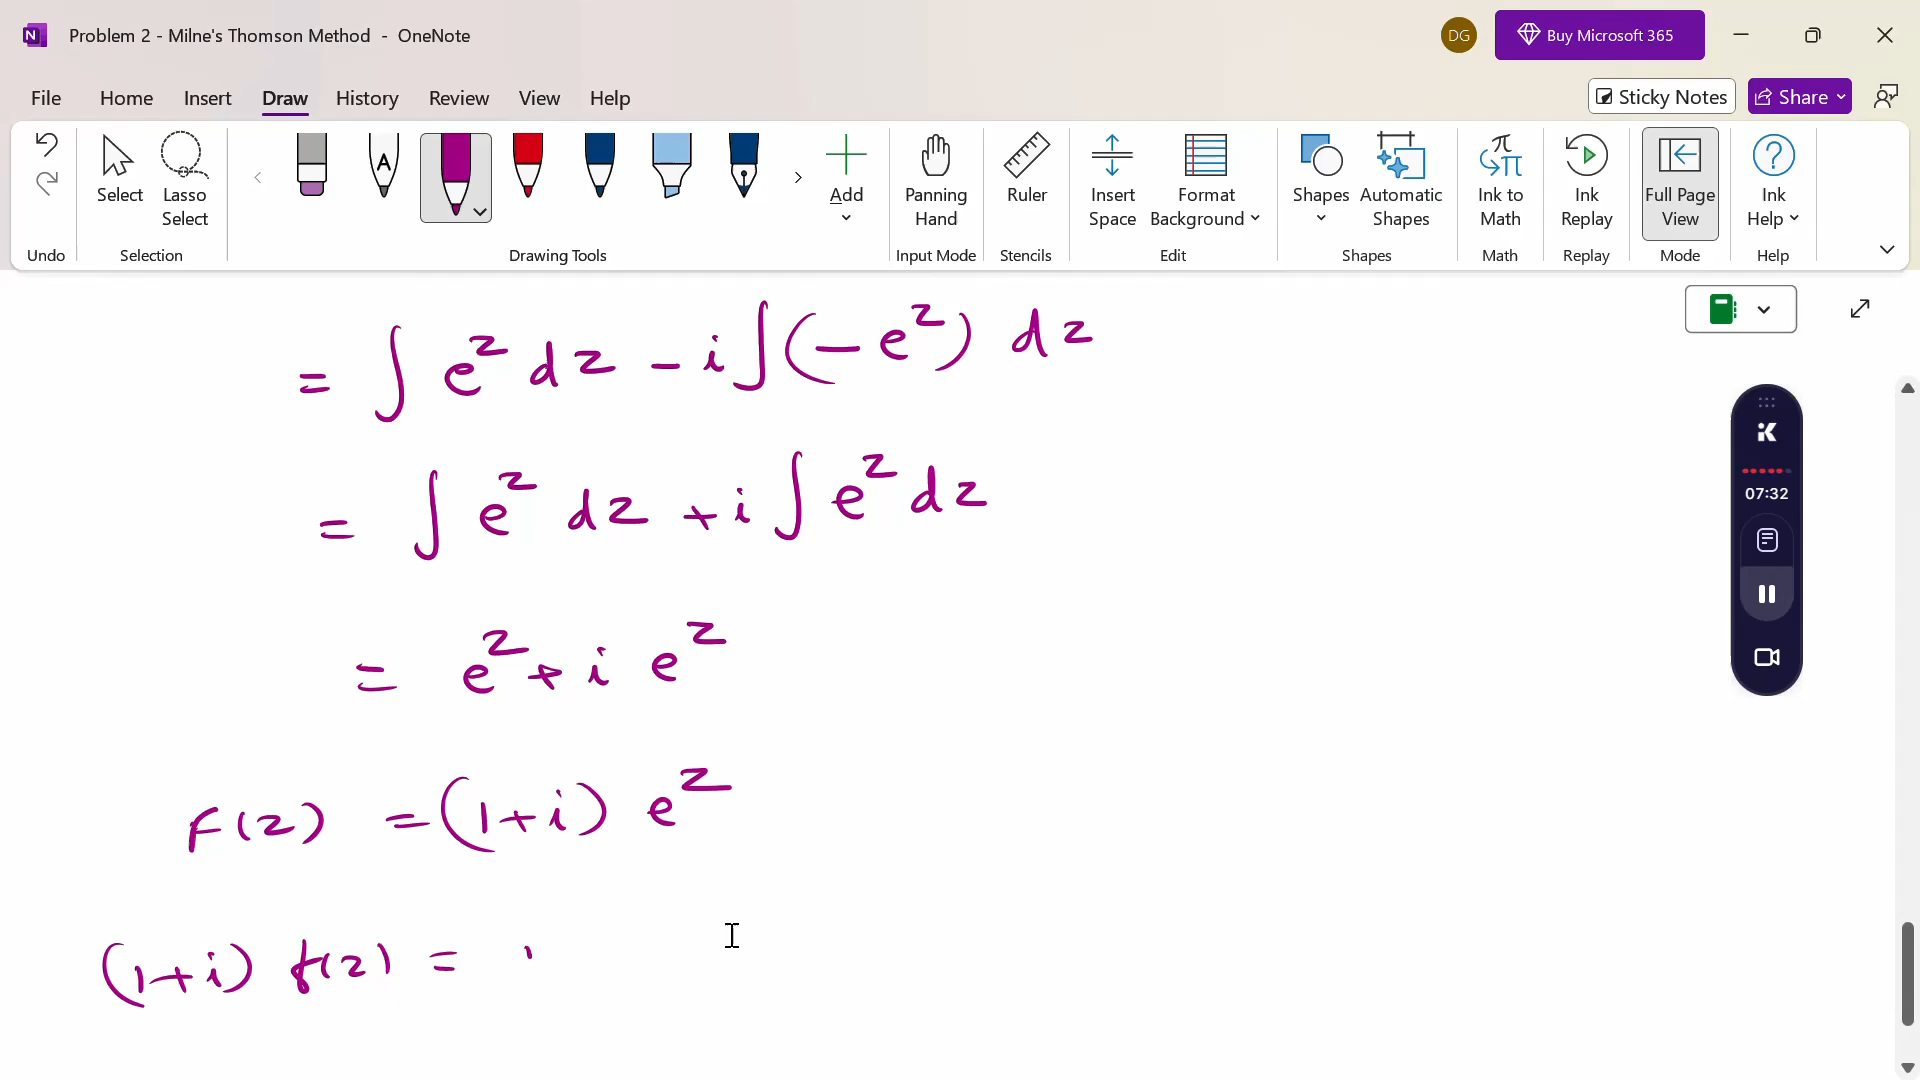 Problem 2 - Milne's Thomson Method - OneNote
DG
Buy Microsoft 365
File Home Insert Draw History Review View Help
Sticky Notes
Share
Select
Lasso Select
A
Add
Panning Hand
Ruler
Insert Space
Format Background
Shapes
Automatic Shapes
Ink to Math
Ink Replay
Full Page View
Ink Help
Undo Selection Drawing Tools Input Mode Stencils Edit Shapes Math Replay Mode Help
= ∫ e^z dz - i ∫ (- e^z) dz
= ∫ e^z dz + i ∫ e^z dz
07:32
= e^z + i e^z
F(z) = (1+i) e^z
(1+i) f(z) =